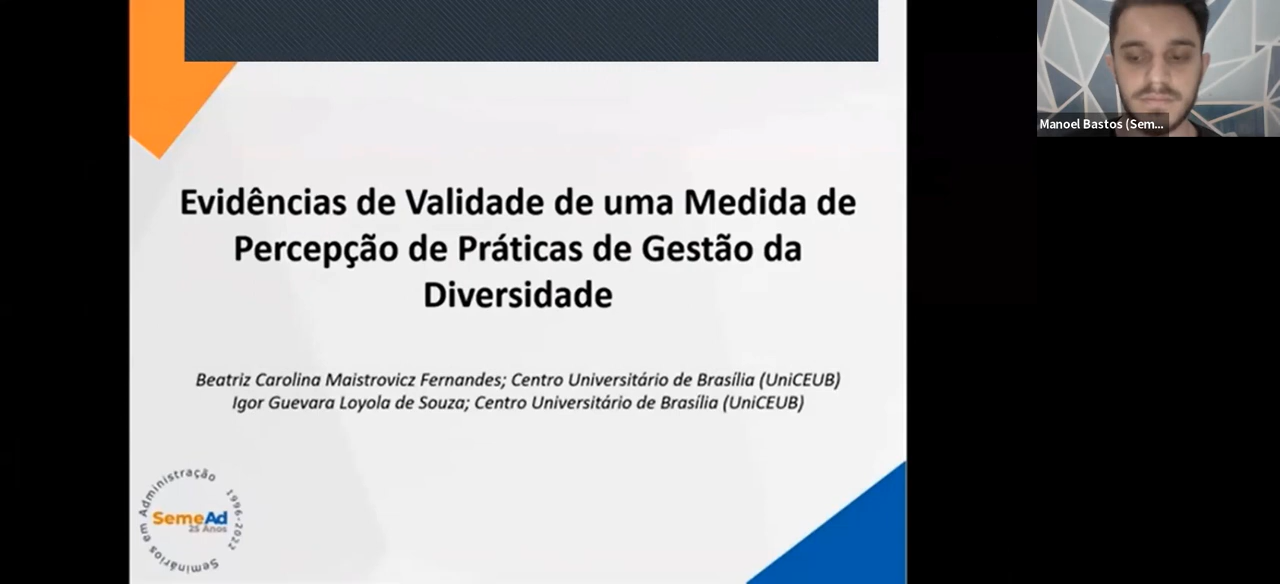 Evidências de Validade de uma Medida de
Percepção de Práticas de Gestão da
Diversidade
Beatriz Carolina Maistrovicz Fernandes; Centro Universitário de Brasília (UniCEUB)
Igor Guevara Loyola de Souza; Centro Universitário de Brasília (UniCEUB)
Manoel Bastos (Sem...
Seminários em Administração 1996-2022
SemeAd
25 Anos